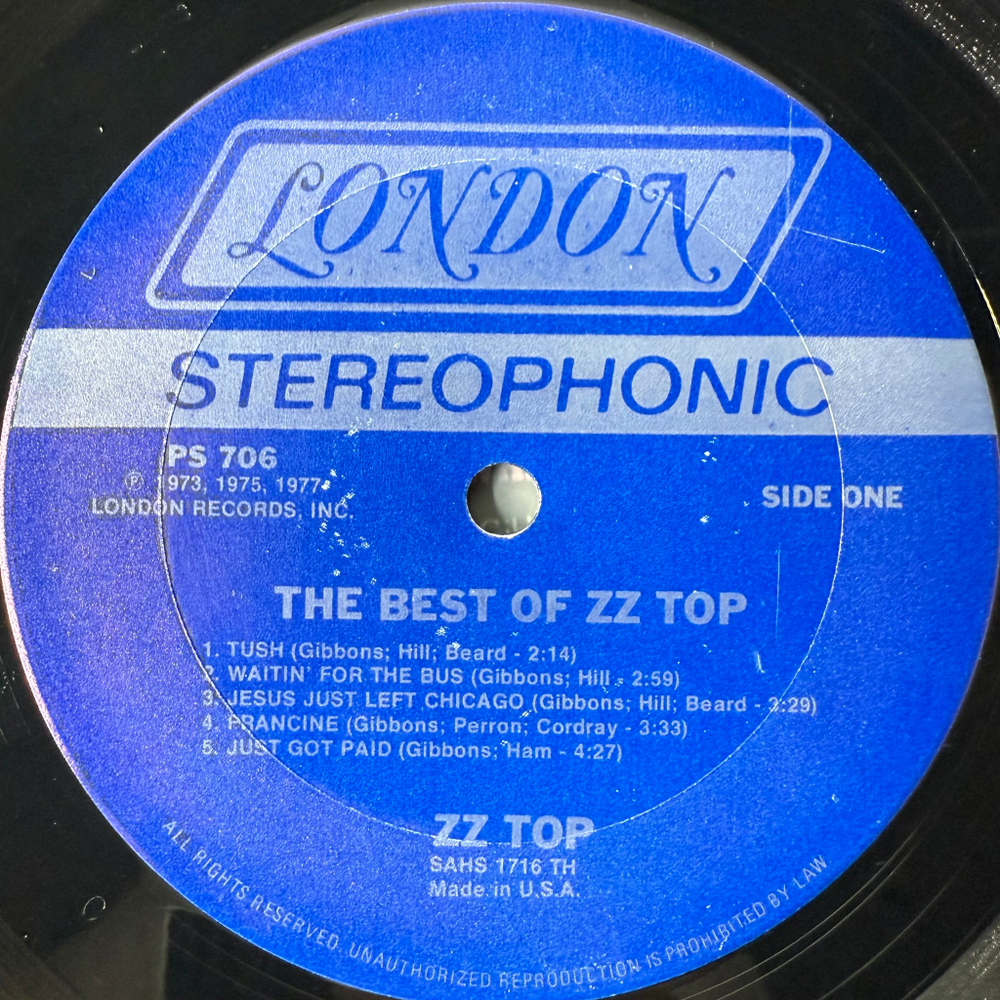 LONDON
STEREOPHONIC
PS 706
℗ 1973, 1975, 1977
LONDON RECORDS, INC.
SIDE ONE
THE BEST OF ZZ TOP
1. TUSH (Gibbons; Hill; Beard - 2:14)
2. WAITIN' FOR THE BUS (Gibbons; Hill - 2:59)
3. JESUS JUST LEFT CHICAGO (Gibbons; Hill; Beard - 3:29)
4. FRANCINE (Gibbons; Perron; Cordray - 3:33)
5. JUST GOT PAID (Gibbons; Ham - 4:27)
ZZ TOP
SAHS 1716 TH
Made in U.S.A.
ALL RIGHTS RESERVED. UNAUTHORIZED REPRODUCTION IS PROHIBITED BY LAW